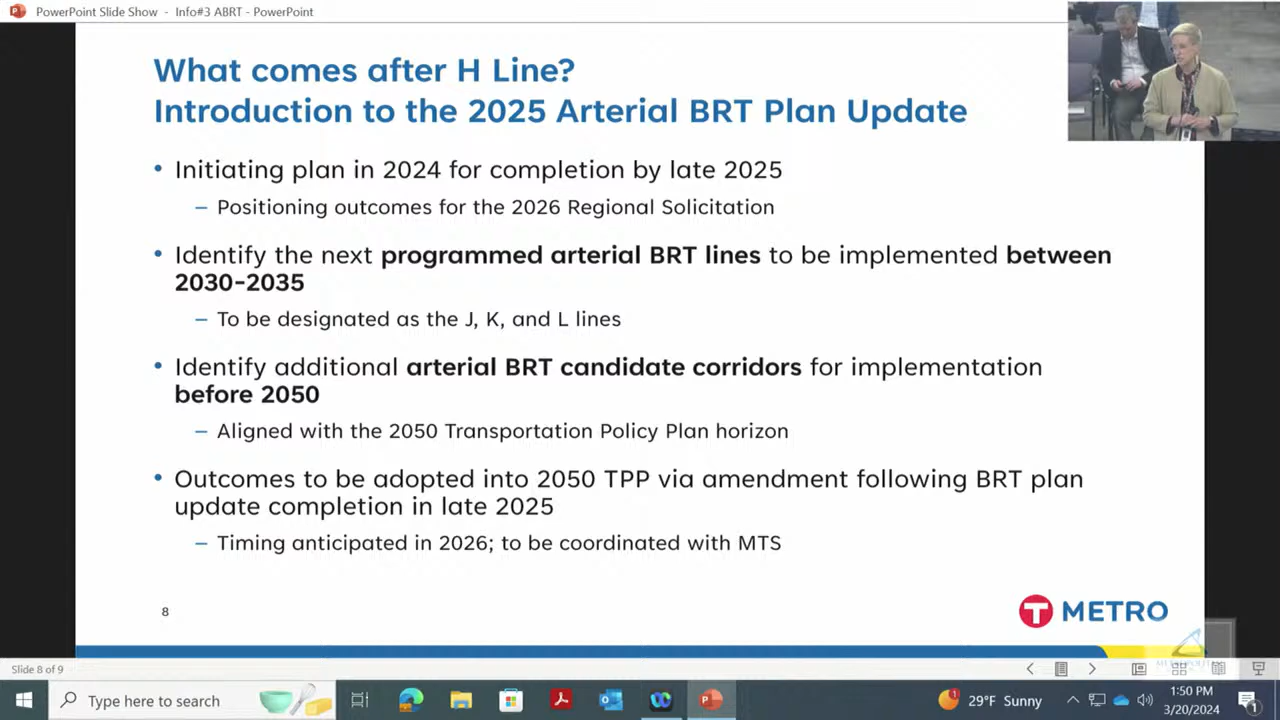 PowerPoint Slide Show - Info#3 ABRT - PowerPoint
What comes after H Line?
Introduction to the 2025 Arterial BRT Plan Update
• Initiating plan in 2024 for completion by late 2025
– Positioning outcomes for the 2026 Regional Solicitation
• Identify the next programmed arterial BRT lines to be implemented between
2030-2035
– To be designated as the J, K, and L lines
• Identify additional arterial BRT candidate corridors for implementation
before 2050
– Aligned with the 2050 Transportation Policy Plan horizon
• Outcomes to be adopted into 2050 TPP via amendment following BRT plan
update completion in late 2025
– Timing anticipated in 2026; to be coordinated with MTS
8
T METRO
Slide 8 of 9
Type here to search
1
29°F Sunny
1:50 PM
3/20/2024
1